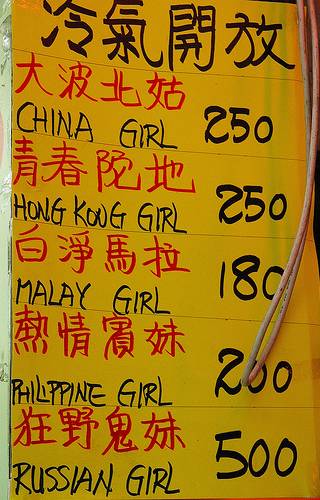 冷氣開放
大波北姑
CHINA GIRL 250
青春陀地
HONG KOUG GIRL 250
白淨馬拉
MALAY GIRL 180
熱情賓妹
PHILIPPINE GIRL 200
狂野鬼妹
RUSSIAN GIRL 500